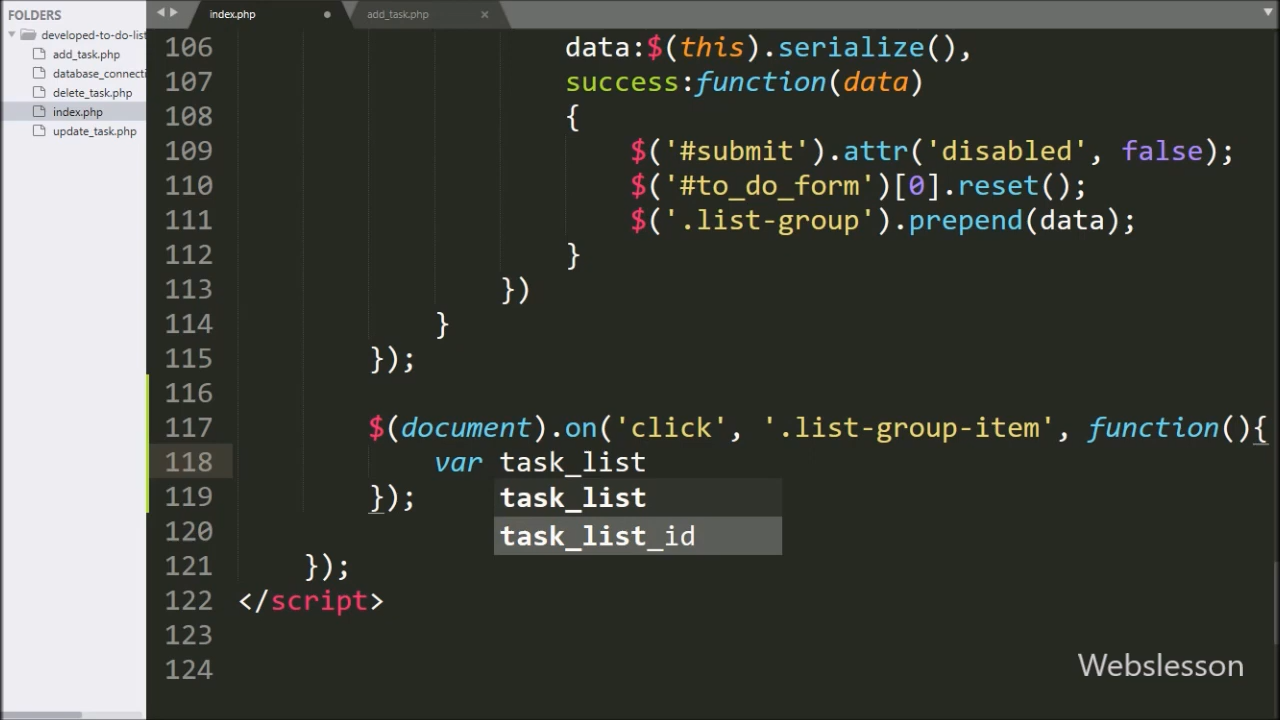 FOLDERS
developed-to-do-list
add_task.php
database_connecti
delete_task.php
index.php
update_task.php
index.php
add_task.php
106 data:$(this).serialize(),
107 success:function(data)
108 {
109 $('#submit').attr('disabled', false);
110 $('#to_do_form')[0].reset();
111 $('.list-group').prepend(data);
112 }
113 })
114 }
115 });
116
117 $(document).on('click', '.list-group-item', function(){
118 var task_list
119 });
task_list
task_list_id
120
121 });
122 </script>
123
124
Webslesson